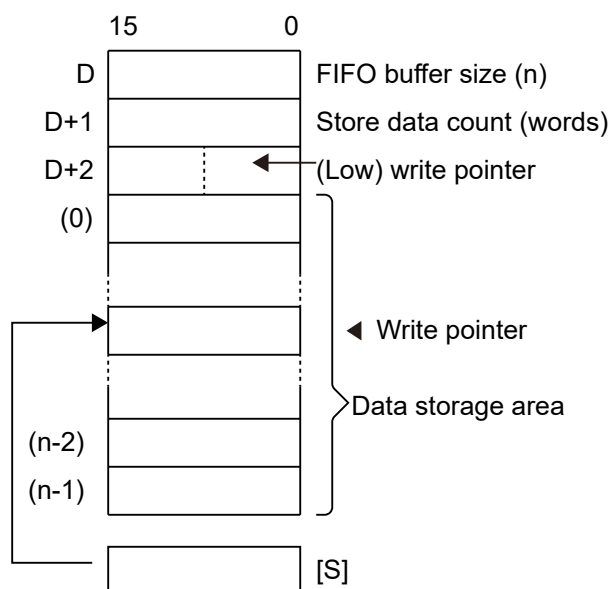 15 0
D FIFO buffer size (n)
D+1 Store data count (words)
D+2 (Low) write pointer
(0)
Write pointer
Data storage area
(n-2)
(n-1)
[S]